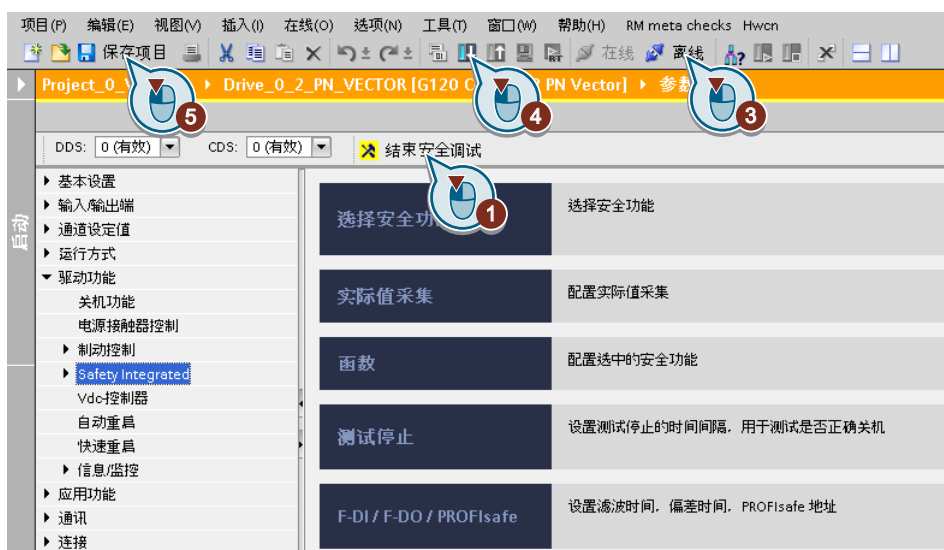 项目(P) 编辑(E) 视图(V) 插入(I) 在线(O) 选项(N) 工具(T) 窗口(W) 帮助(H) RM meta checks Hwcn
保存项目 在线 离线
Project_0_ Drive_0_2_PN_VECTOR [G120 PN Vector]
5
4
3
DDS: 0 (有效) CDS: 0 (有效) 结束安全调试
1
启动
基本设置
输入/输出端
通道设定值
运行方式
驱动功能
关机功能
电源接触器控制
制动控制
Safety Integrated
Vdc控制器
自动重启
快速重启
信息/监控
应用功能
通讯
连接
选择安全功 选择安全功能
实际值采集 配置实际值采集
函数 配置选中的安全功能
测试停止 设置测试停止的时间间隔，用于测试是否正确关机
F-DI / F-DO / PROFIsafe 设置滤波时间，偏差时间，PROFIsafe 地址